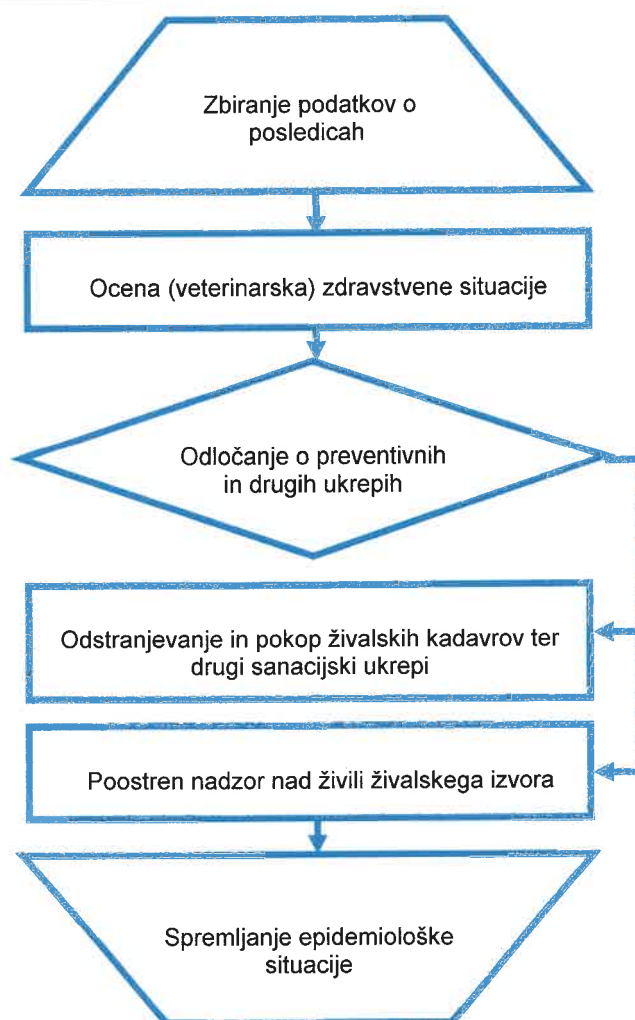 Zbiranje podatkov o
posledicah
Ocena (veterinarska) zdravstvene situacije
Odločanje o preventivnih
in drugih ukrepih
Odstranjevanje in pokop živalskih kadavrov ter
drugi sanacijski ukrepi
Poostren nadzor nad živili živalskega izvora
Spremljanje epidemiološke
situacije